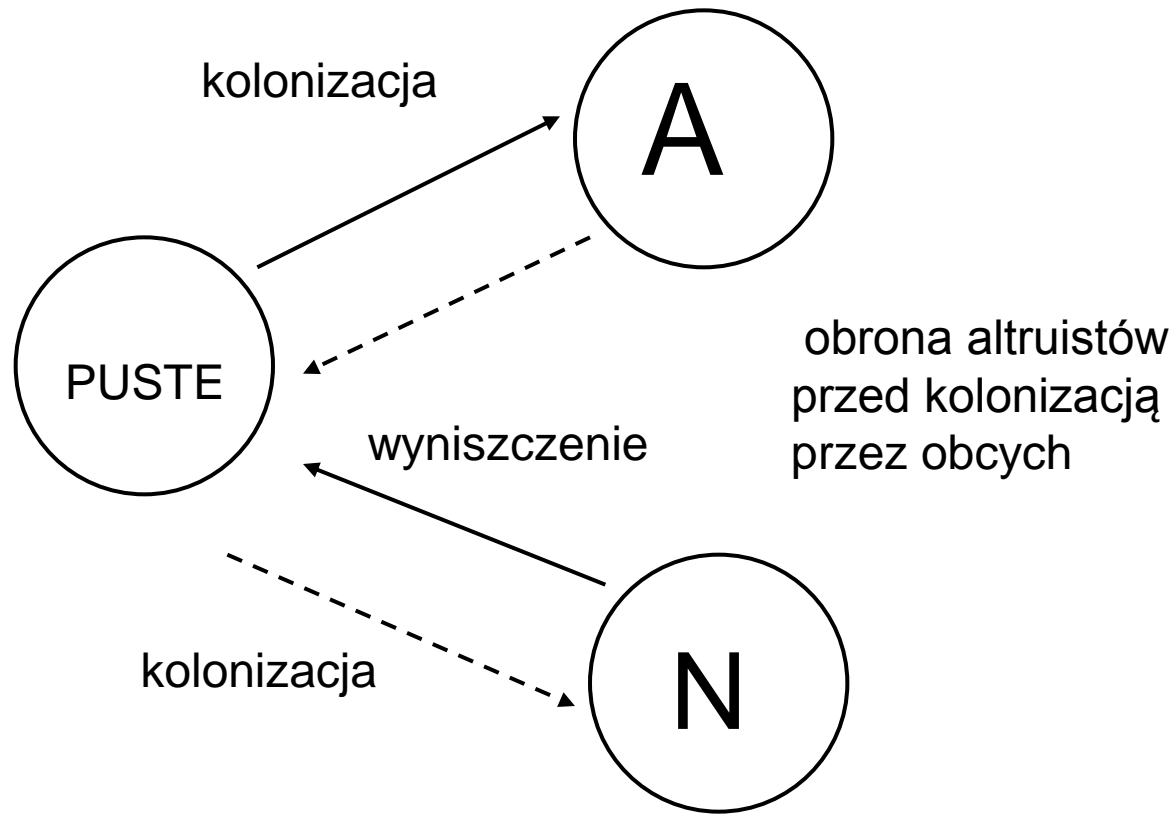 kolonizacja
A
PUSTE
obrona altruistów
przed kolonizacją
przez obcych
wyniszczenie
kolonizacja
N